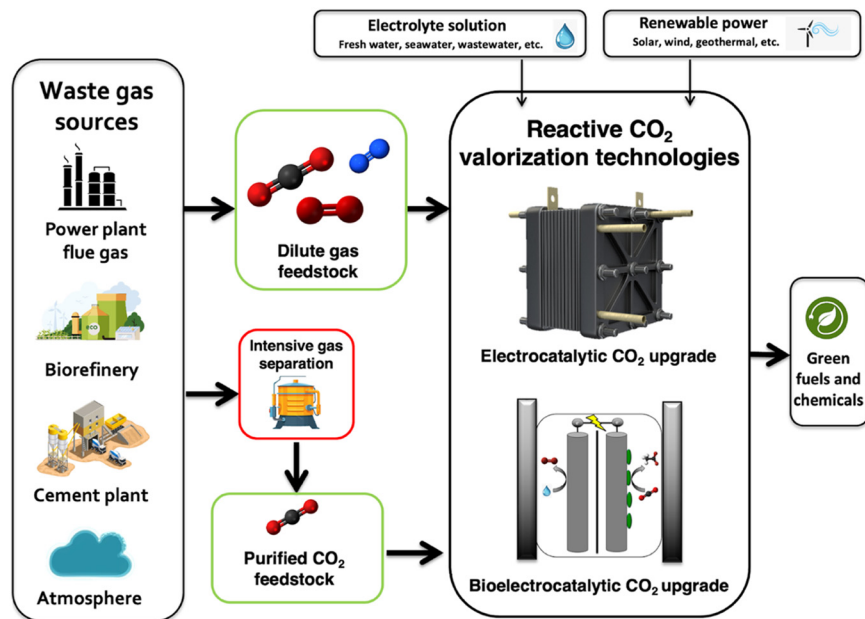 Electrolyte solution
Fresh water, seawater, wastewater, etc.
Renewable power
Solar, wind, geothermal, etc.
Waste gas
sources
Power plant
flue gas
Biorefinery
Cement plant
Atmosphere
Dilute gas
feedstock
Intensive gas
separation
Purified CO₂
feedstock
Reactive CO₂
valorization technologies
Electrocatalytic CO₂ upgrade
Bioelectrocatalytic CO₂ upgrade
Green
fuels and
chemicals